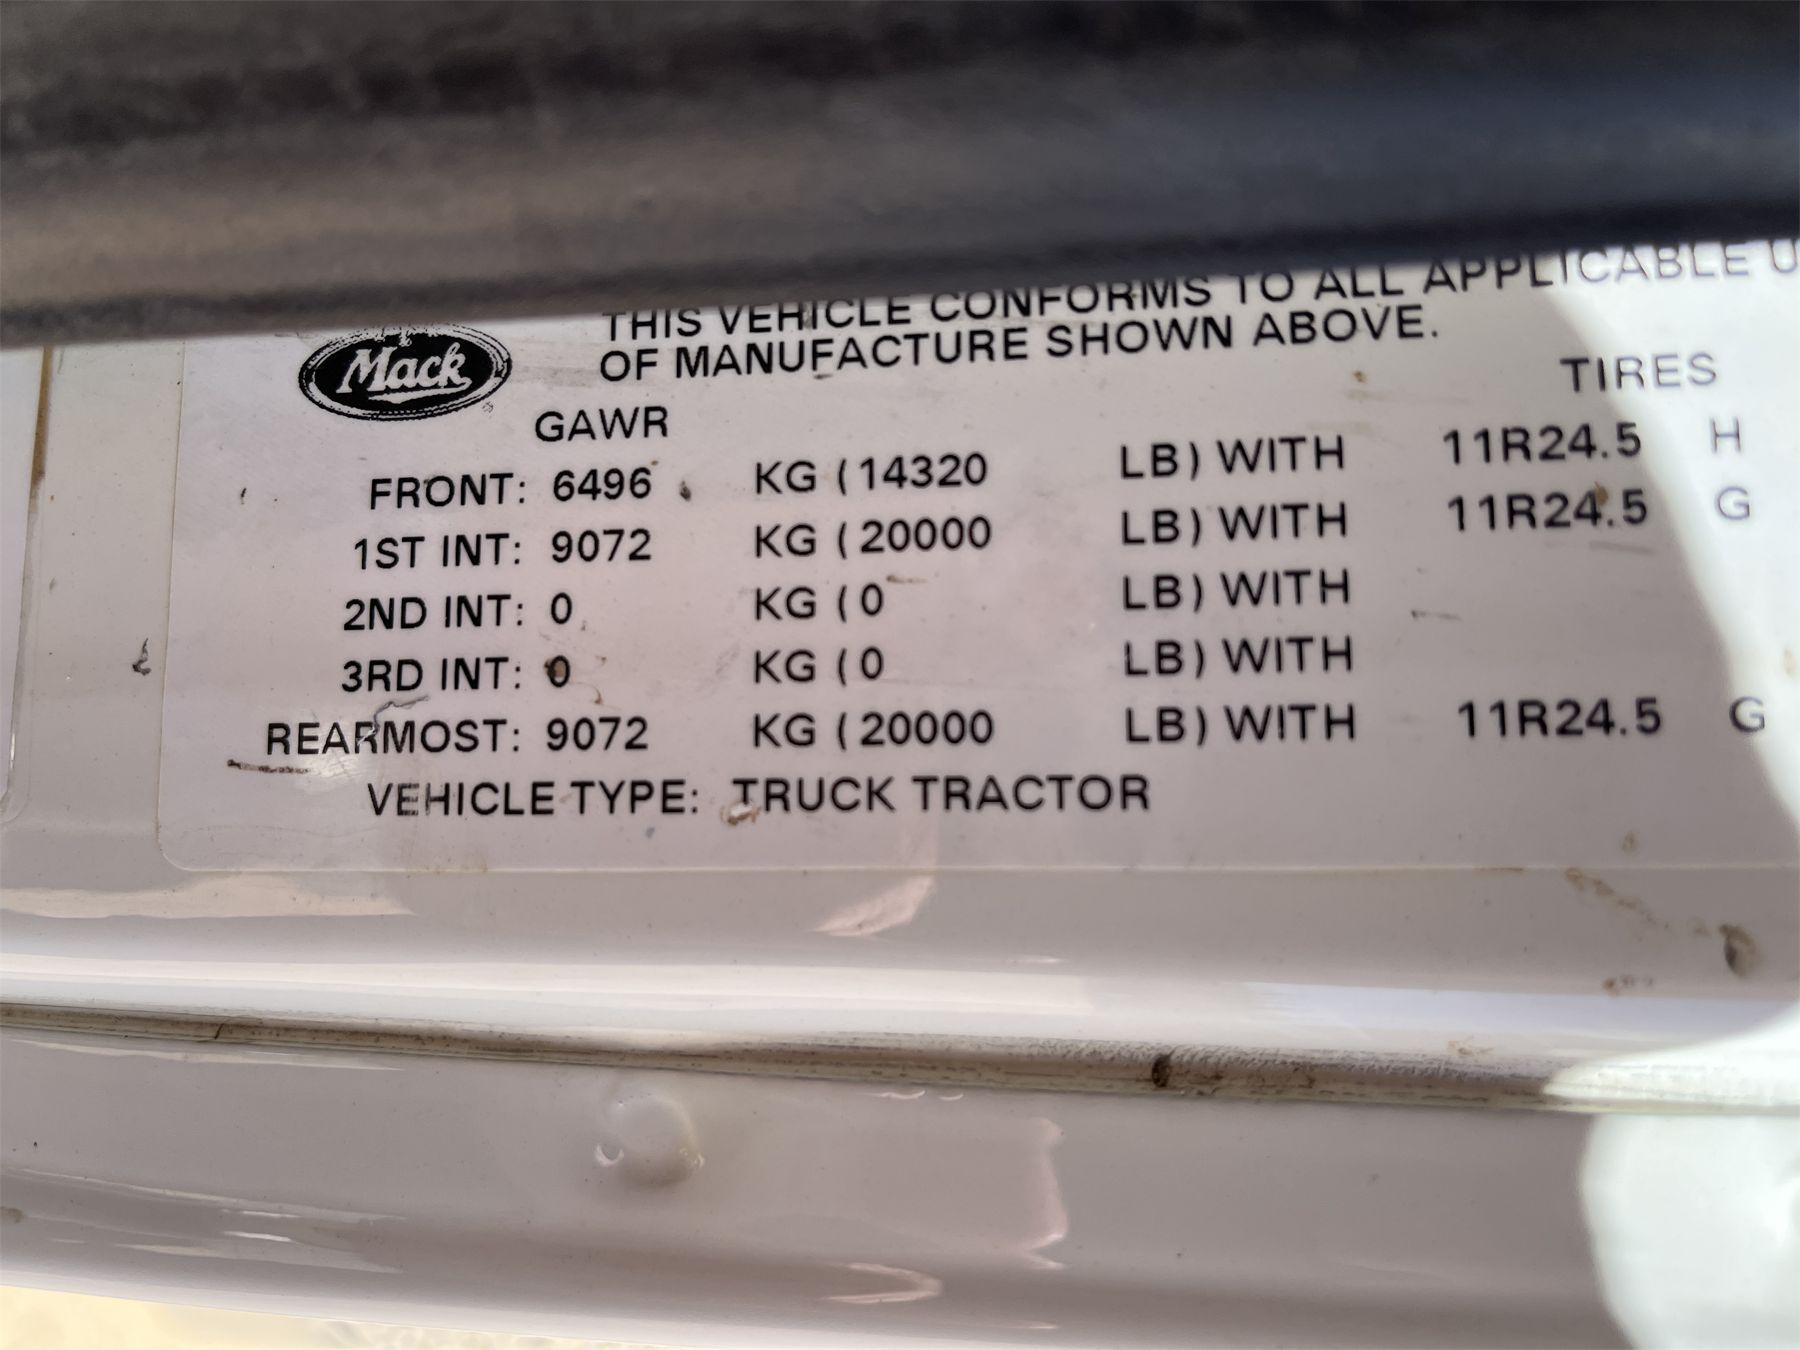 THIS VEHICLE CONFORMS TO ALL APPLICABLE U
OF MANUFACTURE SHOWN ABOVE.
Mack
®
GAWR TIRES
FRONT: 6496 KG (14320 LB) WITH 11R24.5 H
1ST INT: 9072 KG (20000 LB) WITH 11R24.5 G
2ND INT: 0 KG (0 LB) WITH
3RD INT: 0 KG (0 LB) WITH
REARMOST: 9072 KG (20000 LB) WITH 11R24.5 G
VEHICLE TYPE: TRUCK TRACTOR